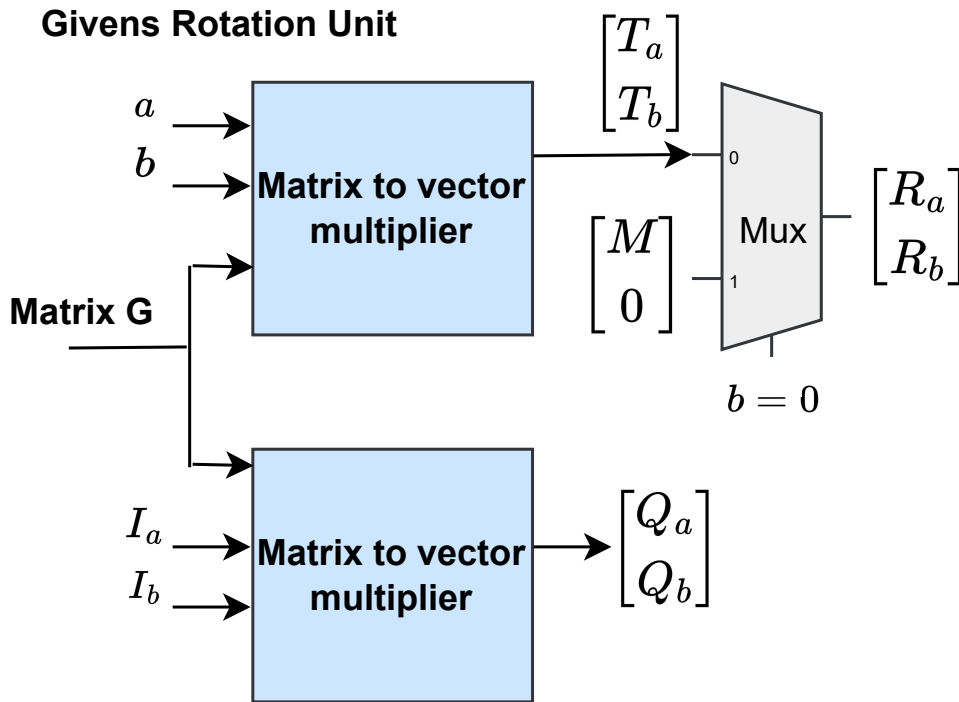 Givens Rotation Unit
a
b
Matrix to vector
multiplier
[T_a
T_b]
0
[M
0]
1
Mux
[R_a
R_b]
b = 0
Matrix G
I_a
I_b
Matrix to vector
multiplier
[Q_a
Q_b]